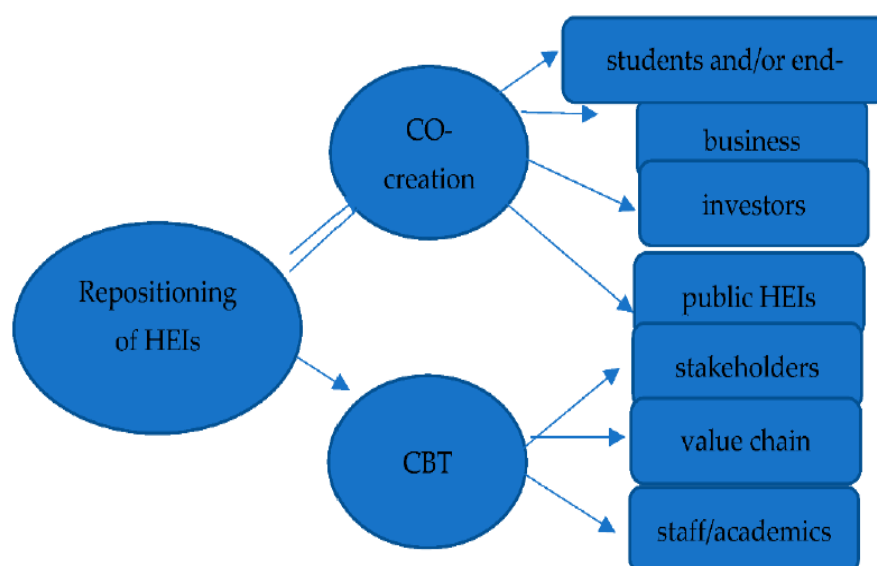 Repositioning
of HEIs
CO-
creation
CBT
students and/or end-
business
investors
public HEIs
stakeholders
value chain
staff/academics